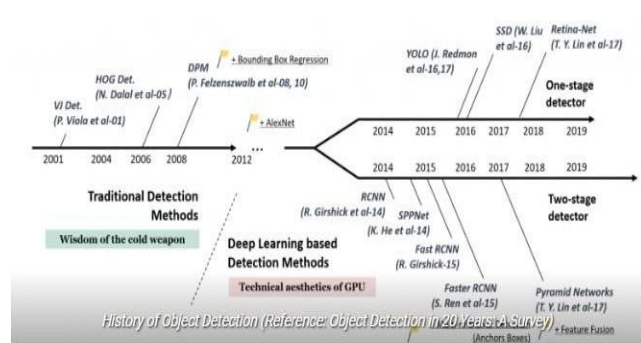 SSD (W. Liu
et al-16)
Retina-Net
(T. Y. Lin et al-17)
YOLO (J. Redmon
et al-16,17)
+ Bounding Box Regression
DPM
(P. Felzenszwalb et al-08, 10)
HOG Det.
(N. Dalal et al-05)
VJ Det.
(P. Viola et al-01)
One-stage
detector
+ AlexNet
2014 2015 2016 2017 2018 2019
2001 2004 2006 2008 2012 ...
2014 2015 2016 2017 2018 2019
Traditional Detection
Methods
Wisdom of the cold weapon
RCNN
(R. Girshick et al-14)
SPPNet
(K. He et al-14)
Two-stage
detector
Deep Learning based
Detection Methods
Technical aesthetics of GPU
Fast RCNN
(R. Girshick-15)
Faster RCNN
(S. Ren et al-15)
Pyramid Networks
(T. Y. Lin et al-17)
History of Object Detection (Reference: Object Detection in 20 Years: A Survey)
(Anchors Boxes)
+ Feature Fusion